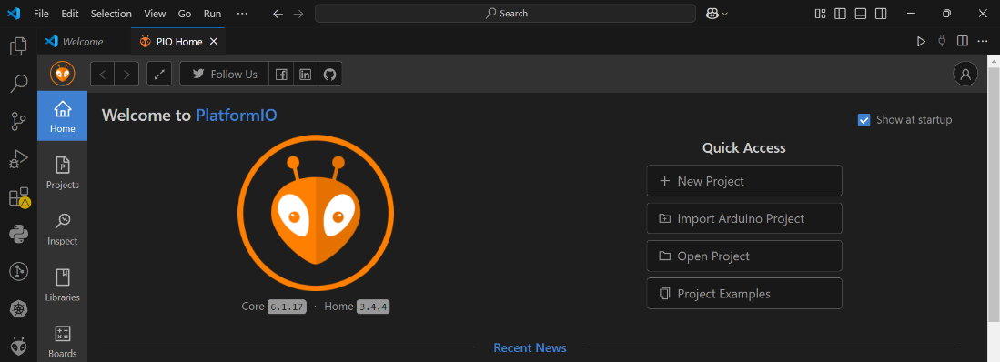 File Edit Selection View Go Run ··· Search
Welcome PIO Home
Follow Us
Home
Projects
Inspect
Libraries
Boards
Welcome to PlatformIO
Show at startup
Quick Access
New Project
Import Arduino Project
Open Project
Project Examples
Core 6.1.17 · Home 3.4.4
Recent News